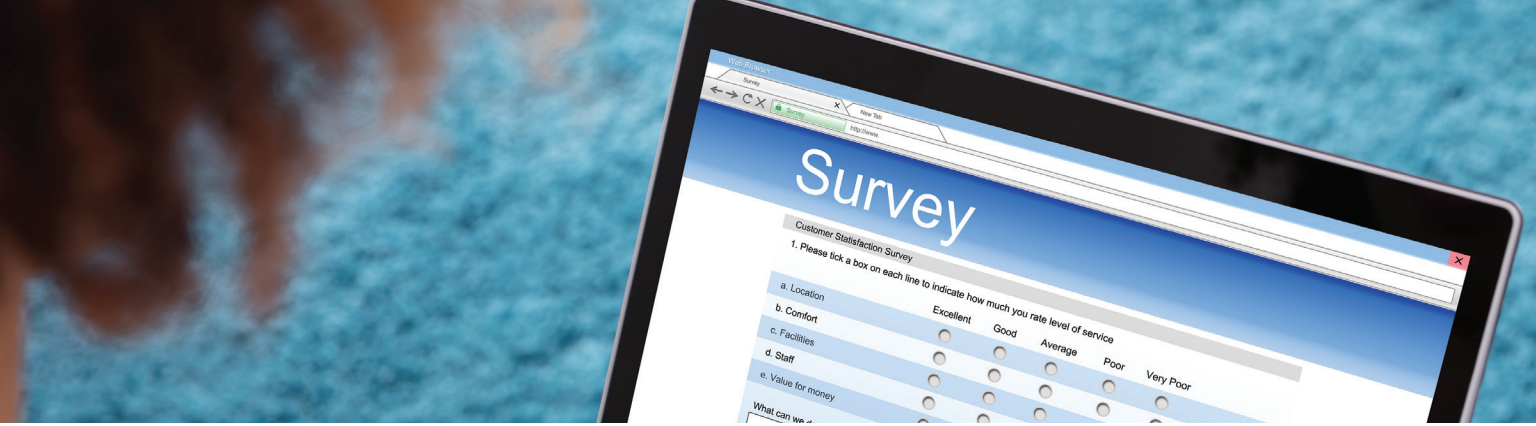 Web Browser
Survey
New Tab
Survey
http://www.
Survey
Customer Statisfaction Survey
1. Please tick a box on each line to indicate how much you rate level of service
Excellent Good Average Poor Very Poor
a. Location
b. Comfort
c. Facilities
d. Staff
e. Value for money
What can we